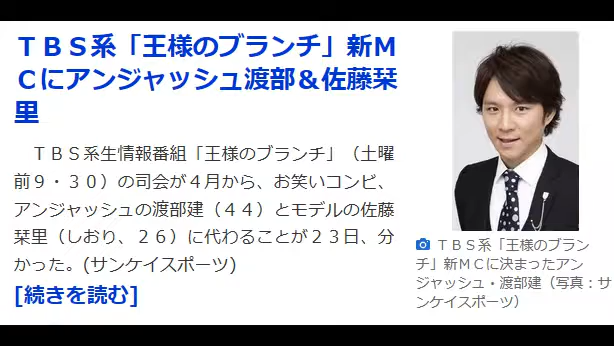 ＴＢＳ系「王様のブランチ」新Ｍ
Ｃにアンジャッシュ渡部＆佐藤栞
里
　ＴＢＳ系生情報番組「王様のブランチ」（土曜
前９・３０）の司会が４月から、お笑いコンビ、
アンジャッシュの渡部建（４４）とモデルの佐藤
栞里（しおり、２６）に代わることが２３日、分
かった。(サンケイスポーツ)
[続きを読む]
ＴＢＳ系「王様のブラン
チ」新ＭＣに決まったアン
ジャッシュ・渡部建（写真：サ
ンケイスポーツ）